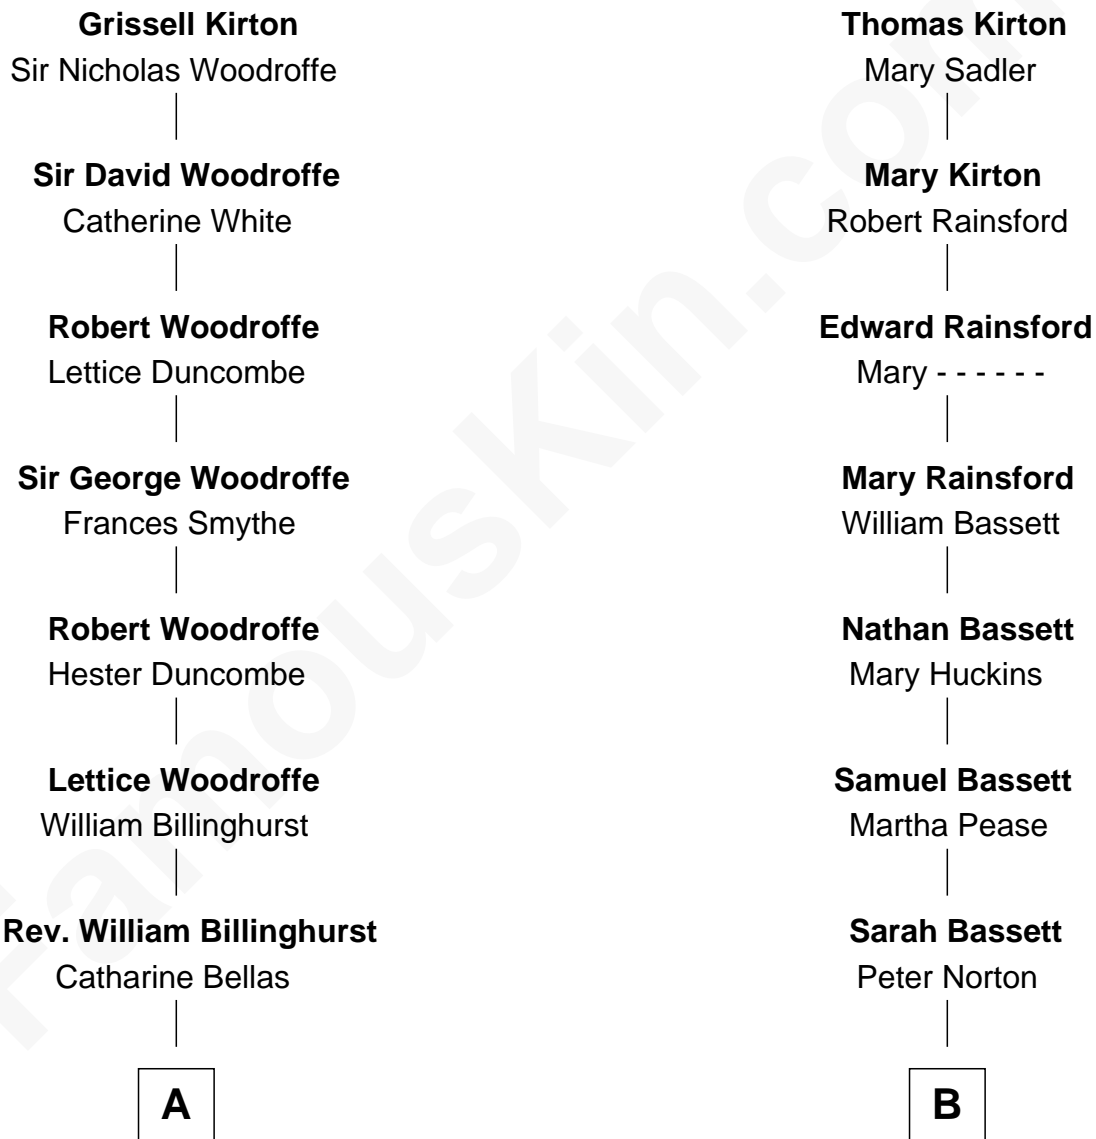 Grissell Kirton
Sir Nicholas Woodroffe
Sir David Woodroffe
Catherine White
Robert Woodroffe
Lettice Duncombe
Sir George Woodroffe
Frances Smythe
Robert Woodroffe
Hester Duncombe
Lettice Woodroffe
William Billinghurst
Rev. William Billinghurst
Catharine Bellas
A
Thomas Kirton
Mary Sadler
Mary Kirton
Robert Rainsford
Edward Rainsford
Mary - - - - - -
Mary Rainsford
William Bassett
Nathan Bassett
Mary Huckins
Samuel Bassett
Martha Pease
Sarah Bassett
Peter Norton
B
FamousKin.com